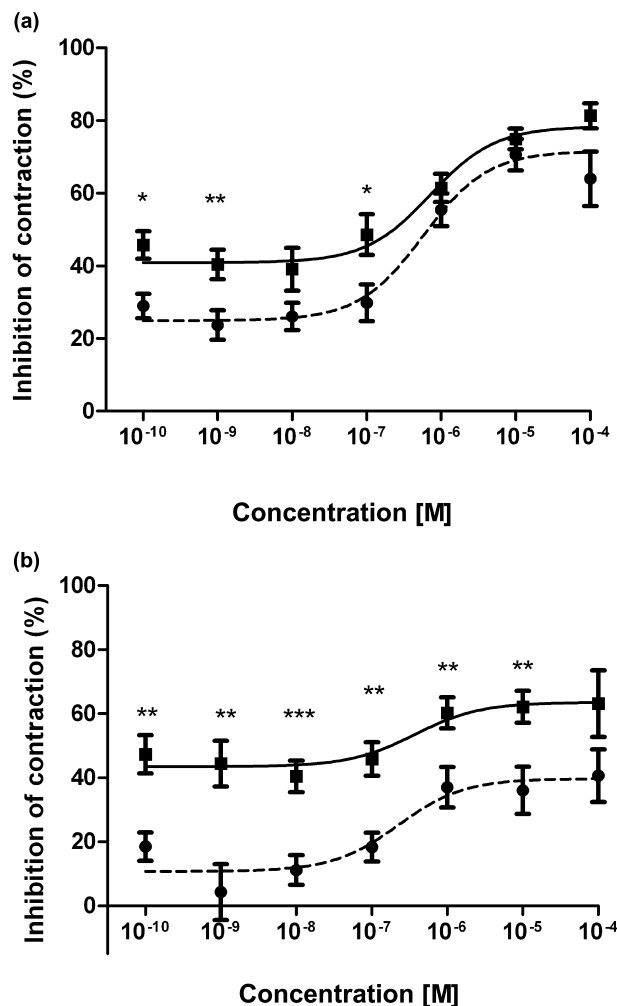 (a)
Inhibition of contraction (%)
100
80
60
40
20
0
* ** *
10-10 10-9 10-8 10-7 10-6 10-5 10-4
Concentration [M]
(b)
Inhibition of contraction (%)
100
80
60
40
20
0
** ** *** ** ** **
10-10 10-9 10-8 10-7 10-6 10-5 10-4
Concentration [M]